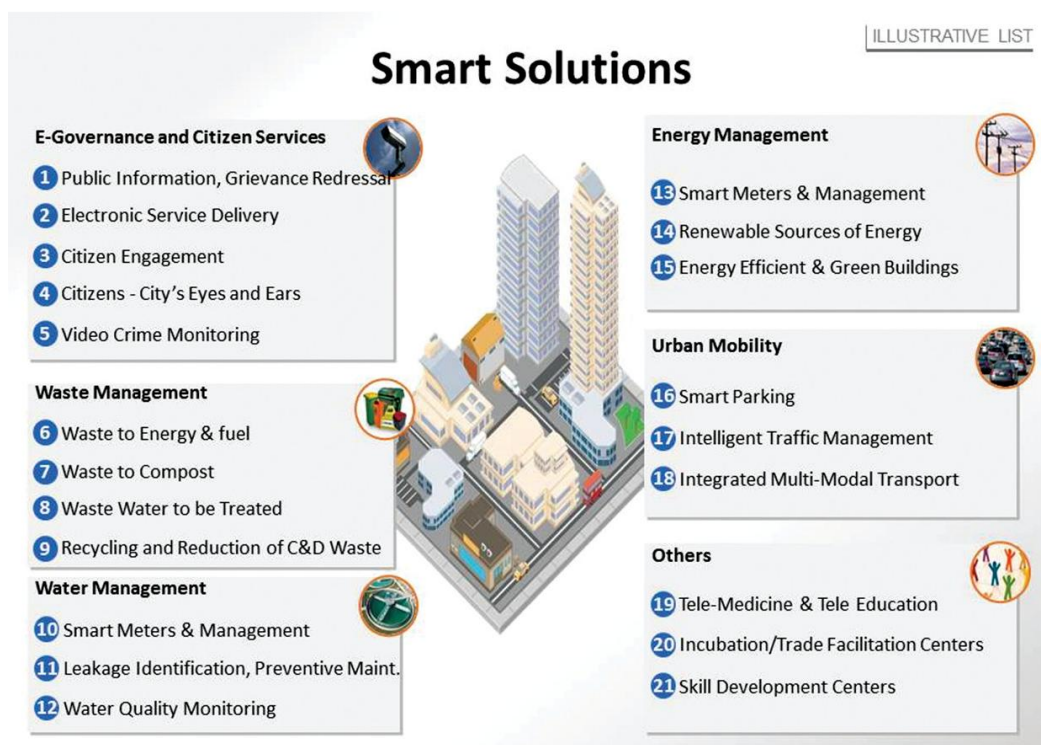 ILLUSTRATIVE LIST
Smart Solutions
E-Governance and Citizen Services
1 Public Information, Grievance Redressal
2 Electronic Service Delivery
3 Citizen Engagement
4 Citizens - City's Eyes and Ears
5 Video Crime Monitoring
Waste Management
6 Waste to Energy & fuel
7 Waste to Compost
8 Waste Water to be Treated
9 Recycling and Reduction of C&D Waste
Water Management
10 Smart Meters & Management
11 Leakage Identification, Preventive Maint.
12 Water Quality Monitoring
Energy Management
13 Smart Meters & Management
14 Renewable Sources of Energy
15 Energy Efficient & Green Buildings
Urban Mobility
16 Smart Parking
17 Intelligent Traffic Management
18 Integrated Multi-Modal Transport
Others
19 Tele-Medicine & Tele Education
20 Incubation/Trade Facilitation Centers
21 Skill Development Centers